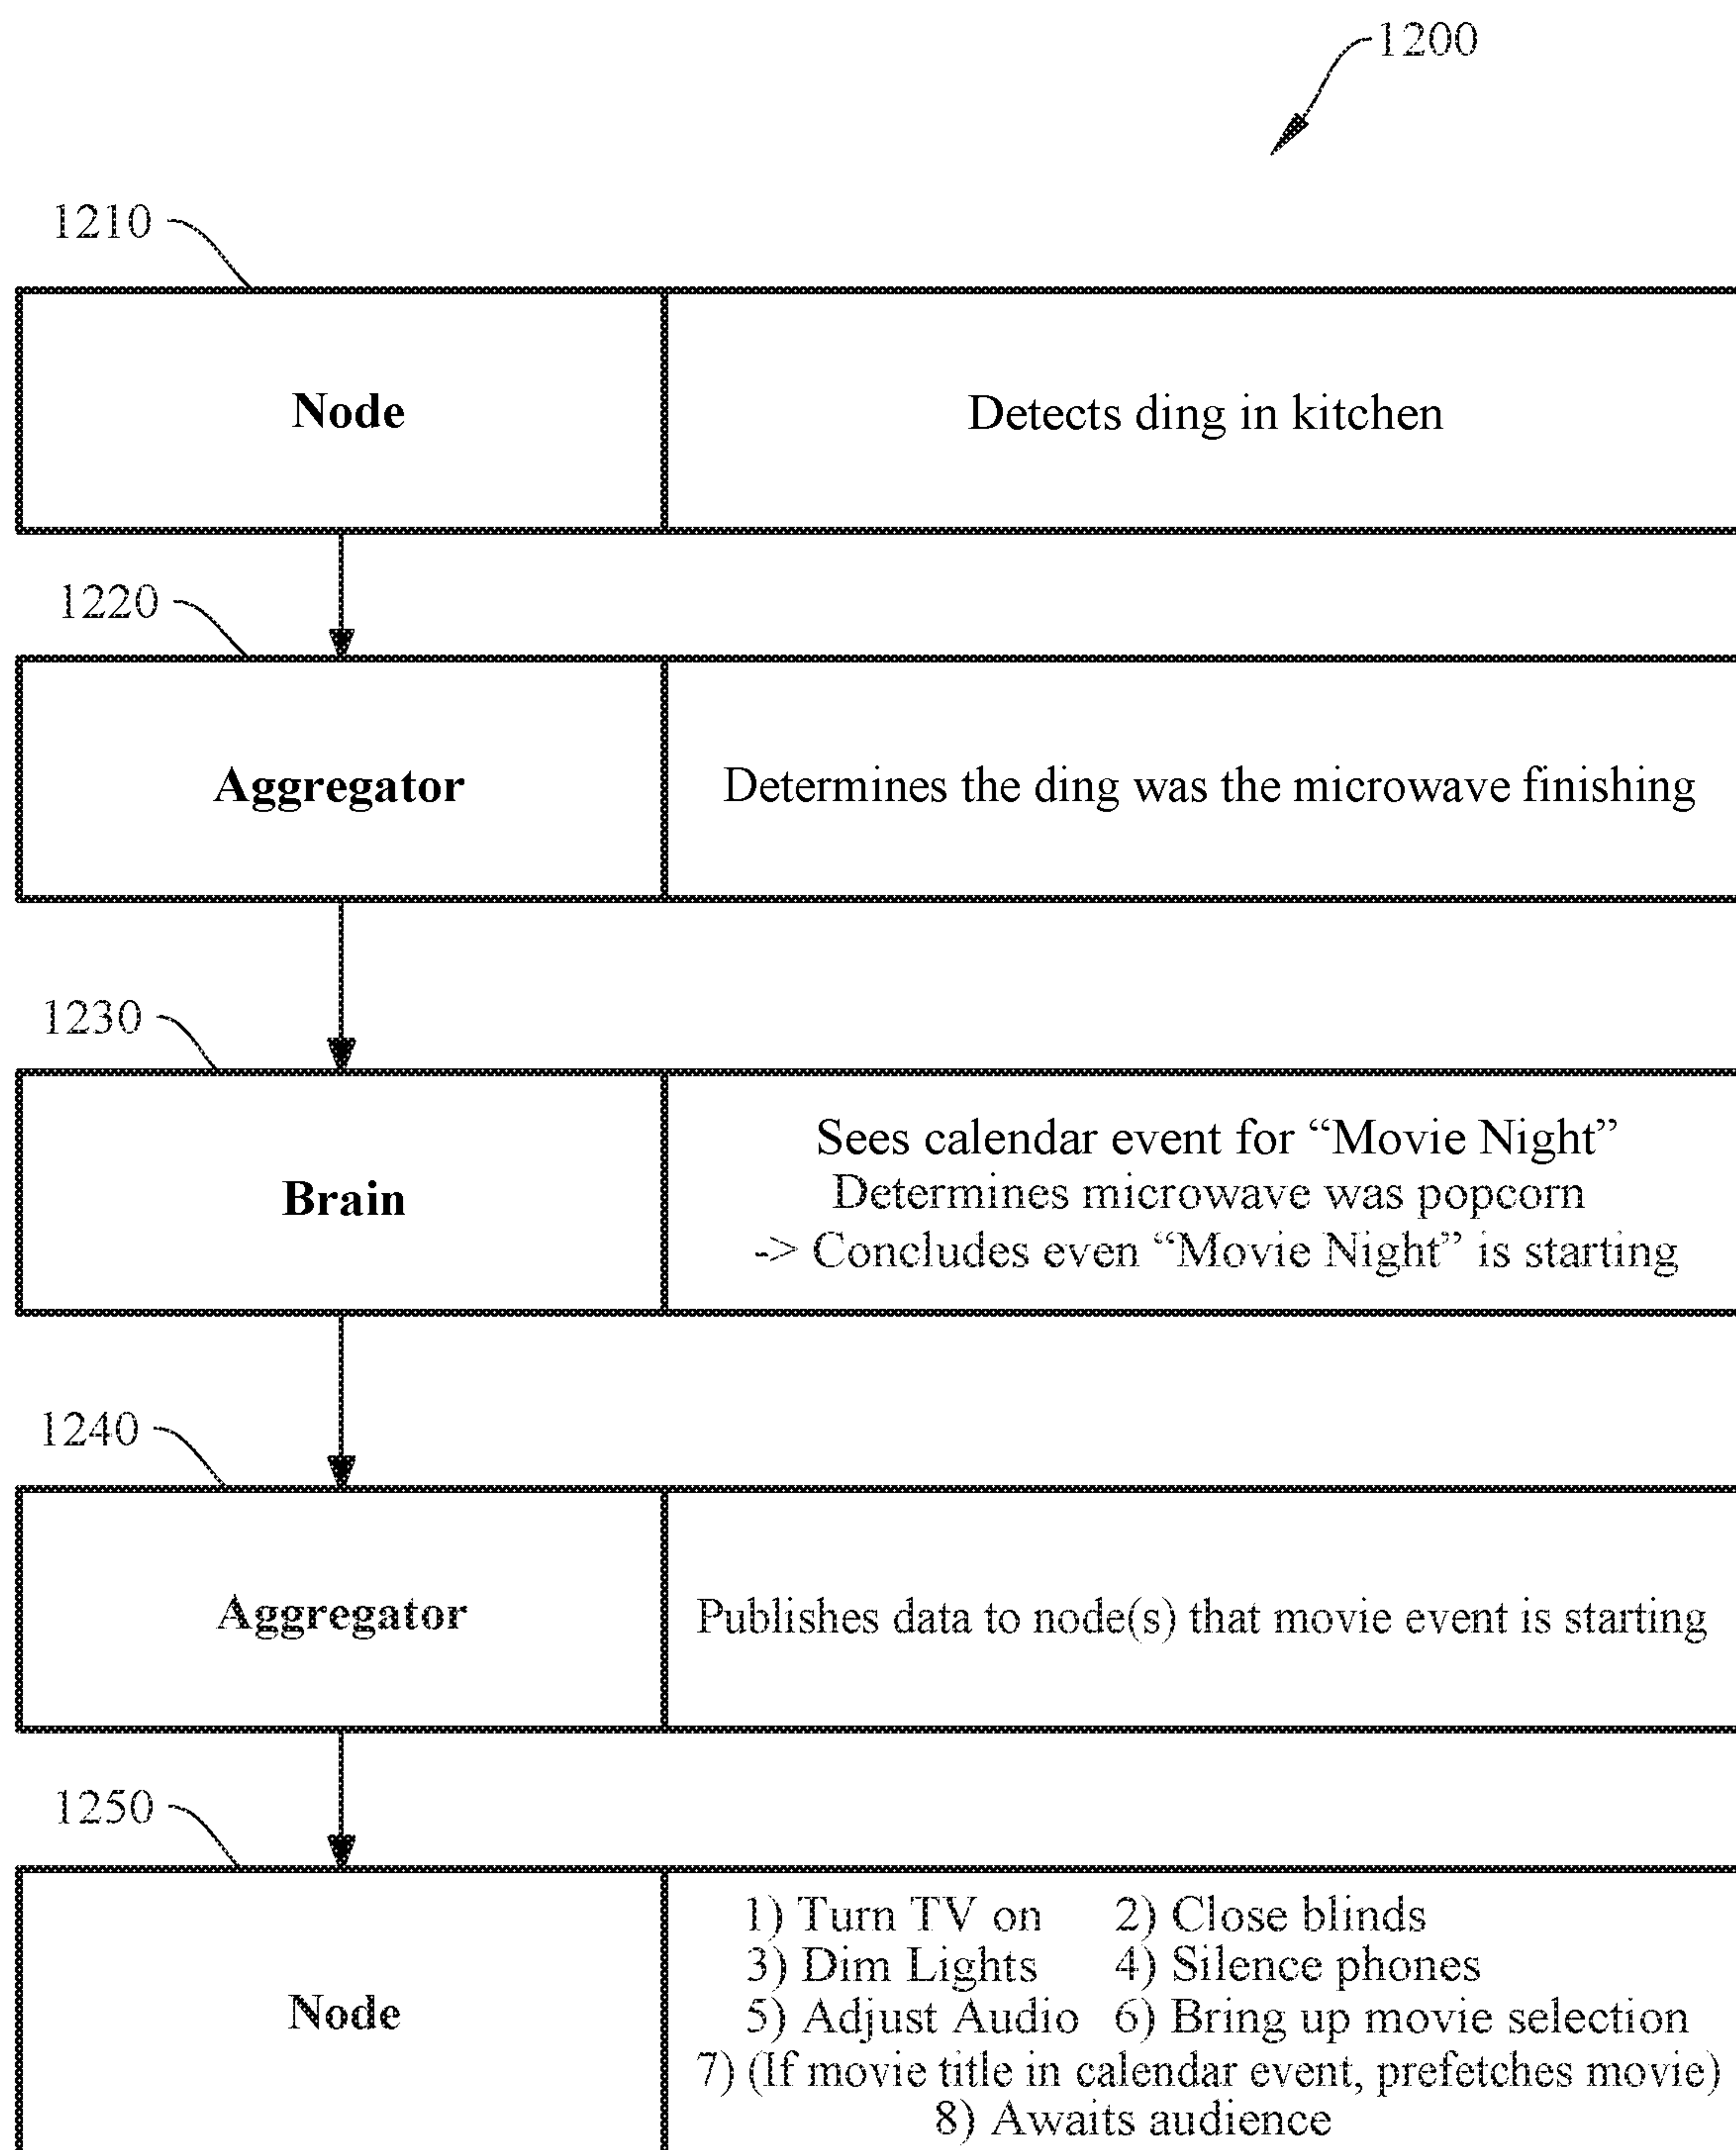 1200
1210
Node
Detects ding in kitchen
1220
Aggregator
Determines the ding was the microwave finishing
1230
Brain
Sees calendar event for “Movie Night”
Determines microwave was popcorn
-> Concludes even “Movie Night” is starting
1240
Aggregator
Publishes data to node(s) that movie event is starting
1250
Node
1) Turn TV on 2) Close blinds
3) Dim Lights 4) Silence phones
5) Adjust Audio 6) Bring up movie selection
7) (If movie title in calendar event, prefetches movie)
8) Awaits audience